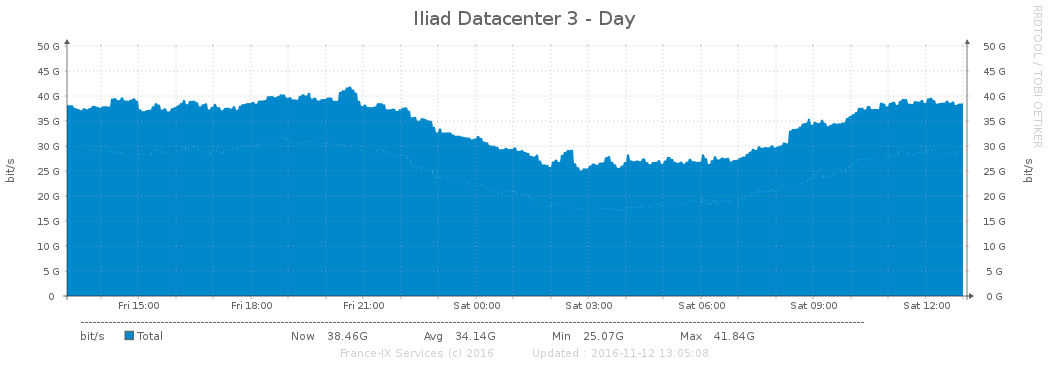 Iliad Datacenter 3 - Day
RRDTOOL / TOBI OETIKER
50 G 50 G
45 G 45 G
40 G 40 G
35 G 35 G
30 G 30 G
25 G 25 G
20 G 20 G
15 G 15 G
10 G 10 G
5 G 5 G
0 0 G
bit/s bit/s
Fri 15:00 Fri 18:00 Fri 21:00 Sat 00:00 Sat 03:00 Sat 06:00 Sat 09:00 Sat 12:00
bit/s Total Now 38.46G Avg 34.14G Min 25.07G Max 41.84G
France-IX Services (c) 2016 Updated : 2016-11-12 13:05:08